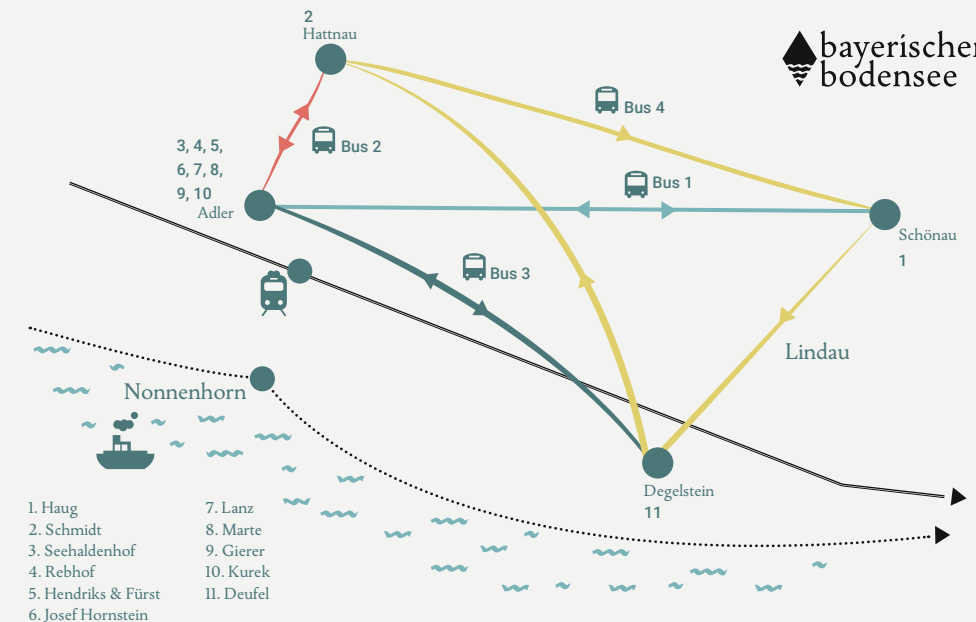 2
Hattnau
bayerischer
bodensee
Bus 4
3, 4, 5,
6, 7, 8,
9, 10
Adler
Bus 2
Bus 1
Schönau
1
Bus 3
Lindau
Nonnenhorn
Degelstein
11
1. Haug
2. Schmidt
3. Seehaldenhof
4. Rebhof
5. Hendriks & Fürst
6. Josef Hornstein
7. Lanz
8. Marte
9. Gierer
10. Kurek
11. Deufel